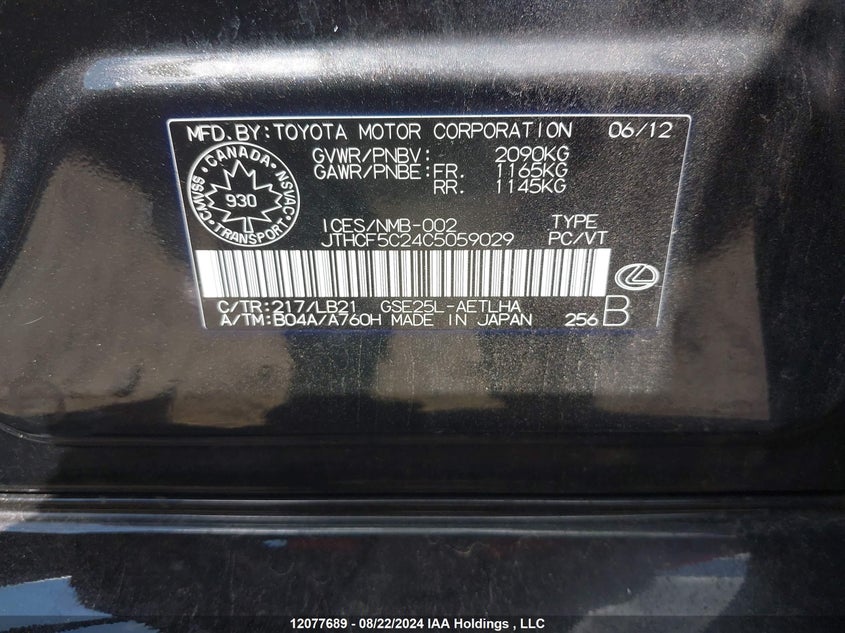 MFD.BY:TOYOTA MOTOR CORPORATION 06/12
GVWR/PNBV: 2090KG
GAWR/PNBE:FR. 1165KG
RR. 1145KG
CANADA
CMVSS NSVAC
930
TRANSPORT
ICES/NMB-002 TYPE
JTHCF5C24C5059029 PC/VT
C/TR:217/LB21 GSE25L-AETLHA
A/TM:B04A/A760H MADE IN JAPAN 256 B
12077689 - 08/22/2024 IAA Holdings , LLC